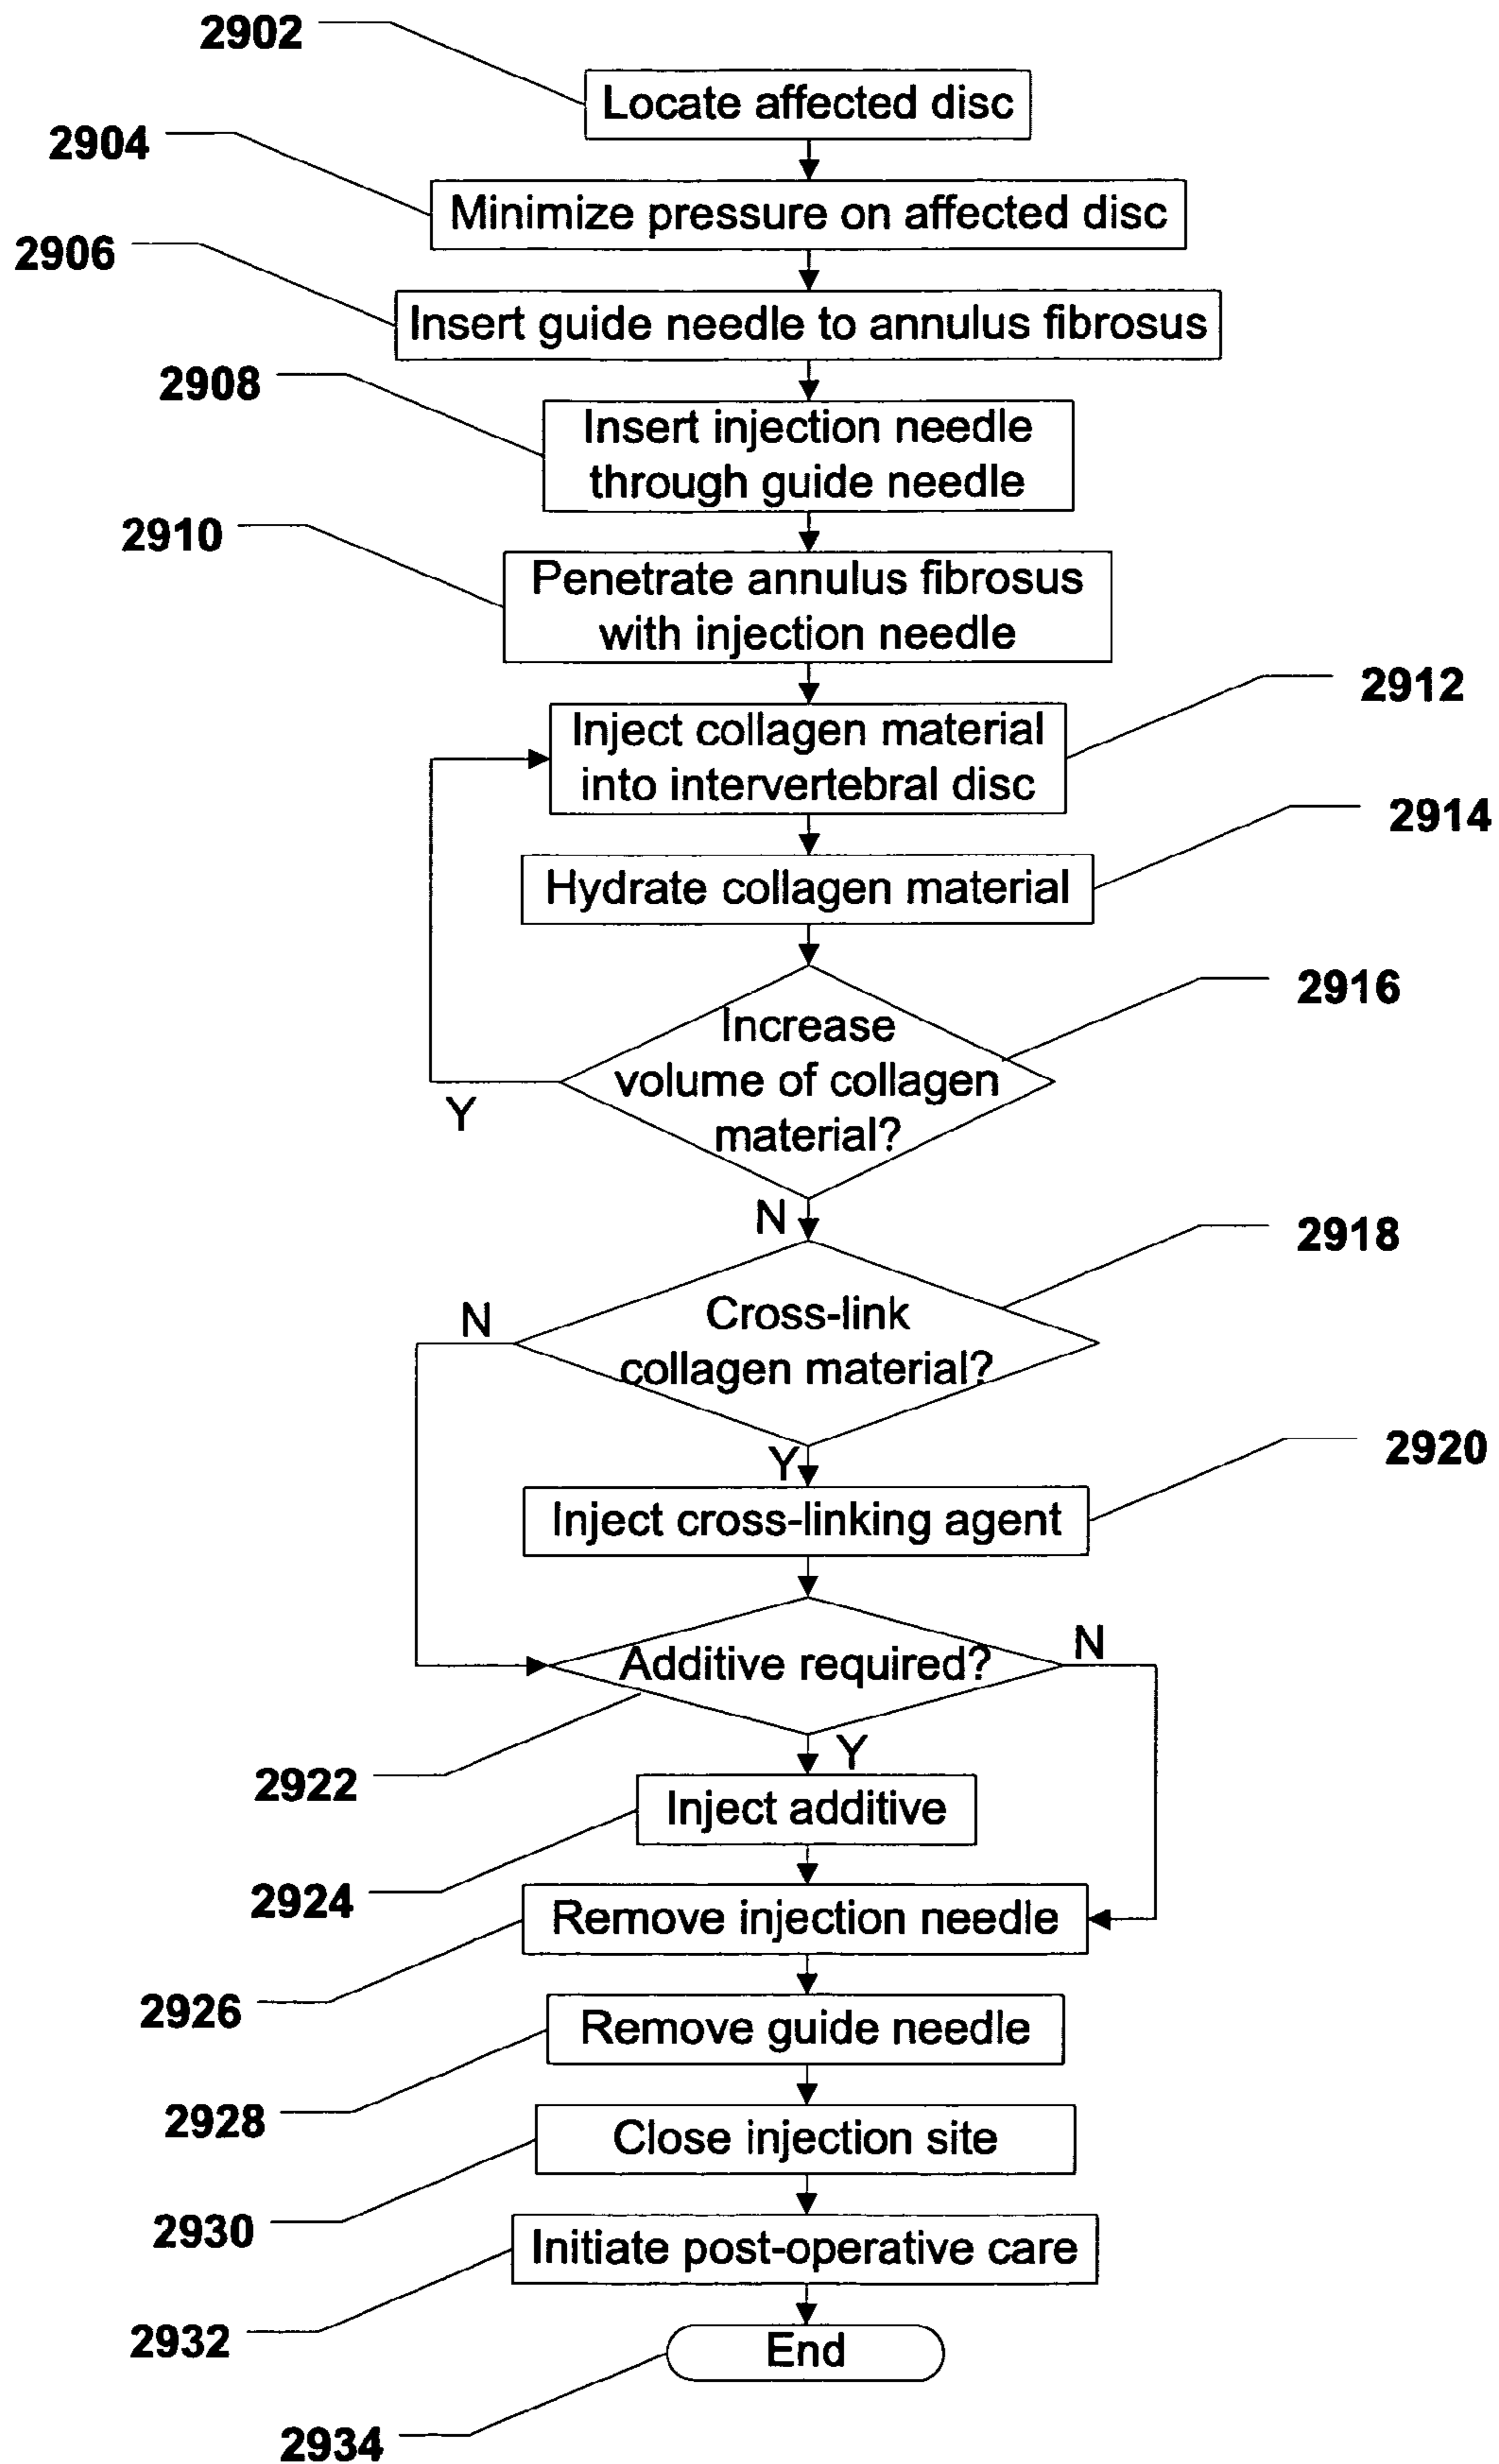 2902
Locate affected disc
2904
Minimize pressure on affected disc
2906
Insert guide needle to annulus fibrosus
2908
Insert injection needle
through guide needle
2910
Penetrate annulus fibrosus
with injection needle
2912
Inject collagen material
into intervertebral disc
2914
Hydrate collagen material
2916
Increase
volume of collagen
material?
Y
N
2918
Cross-link
collagen material?
N
Y
2920
Inject cross-linking agent
Additive required?
N
2922
Y
Inject additive
2924
Remove injection needle
2926
Remove guide needle
2928
Close injection site
2930
Initiate post-operative care
2932
End
2934